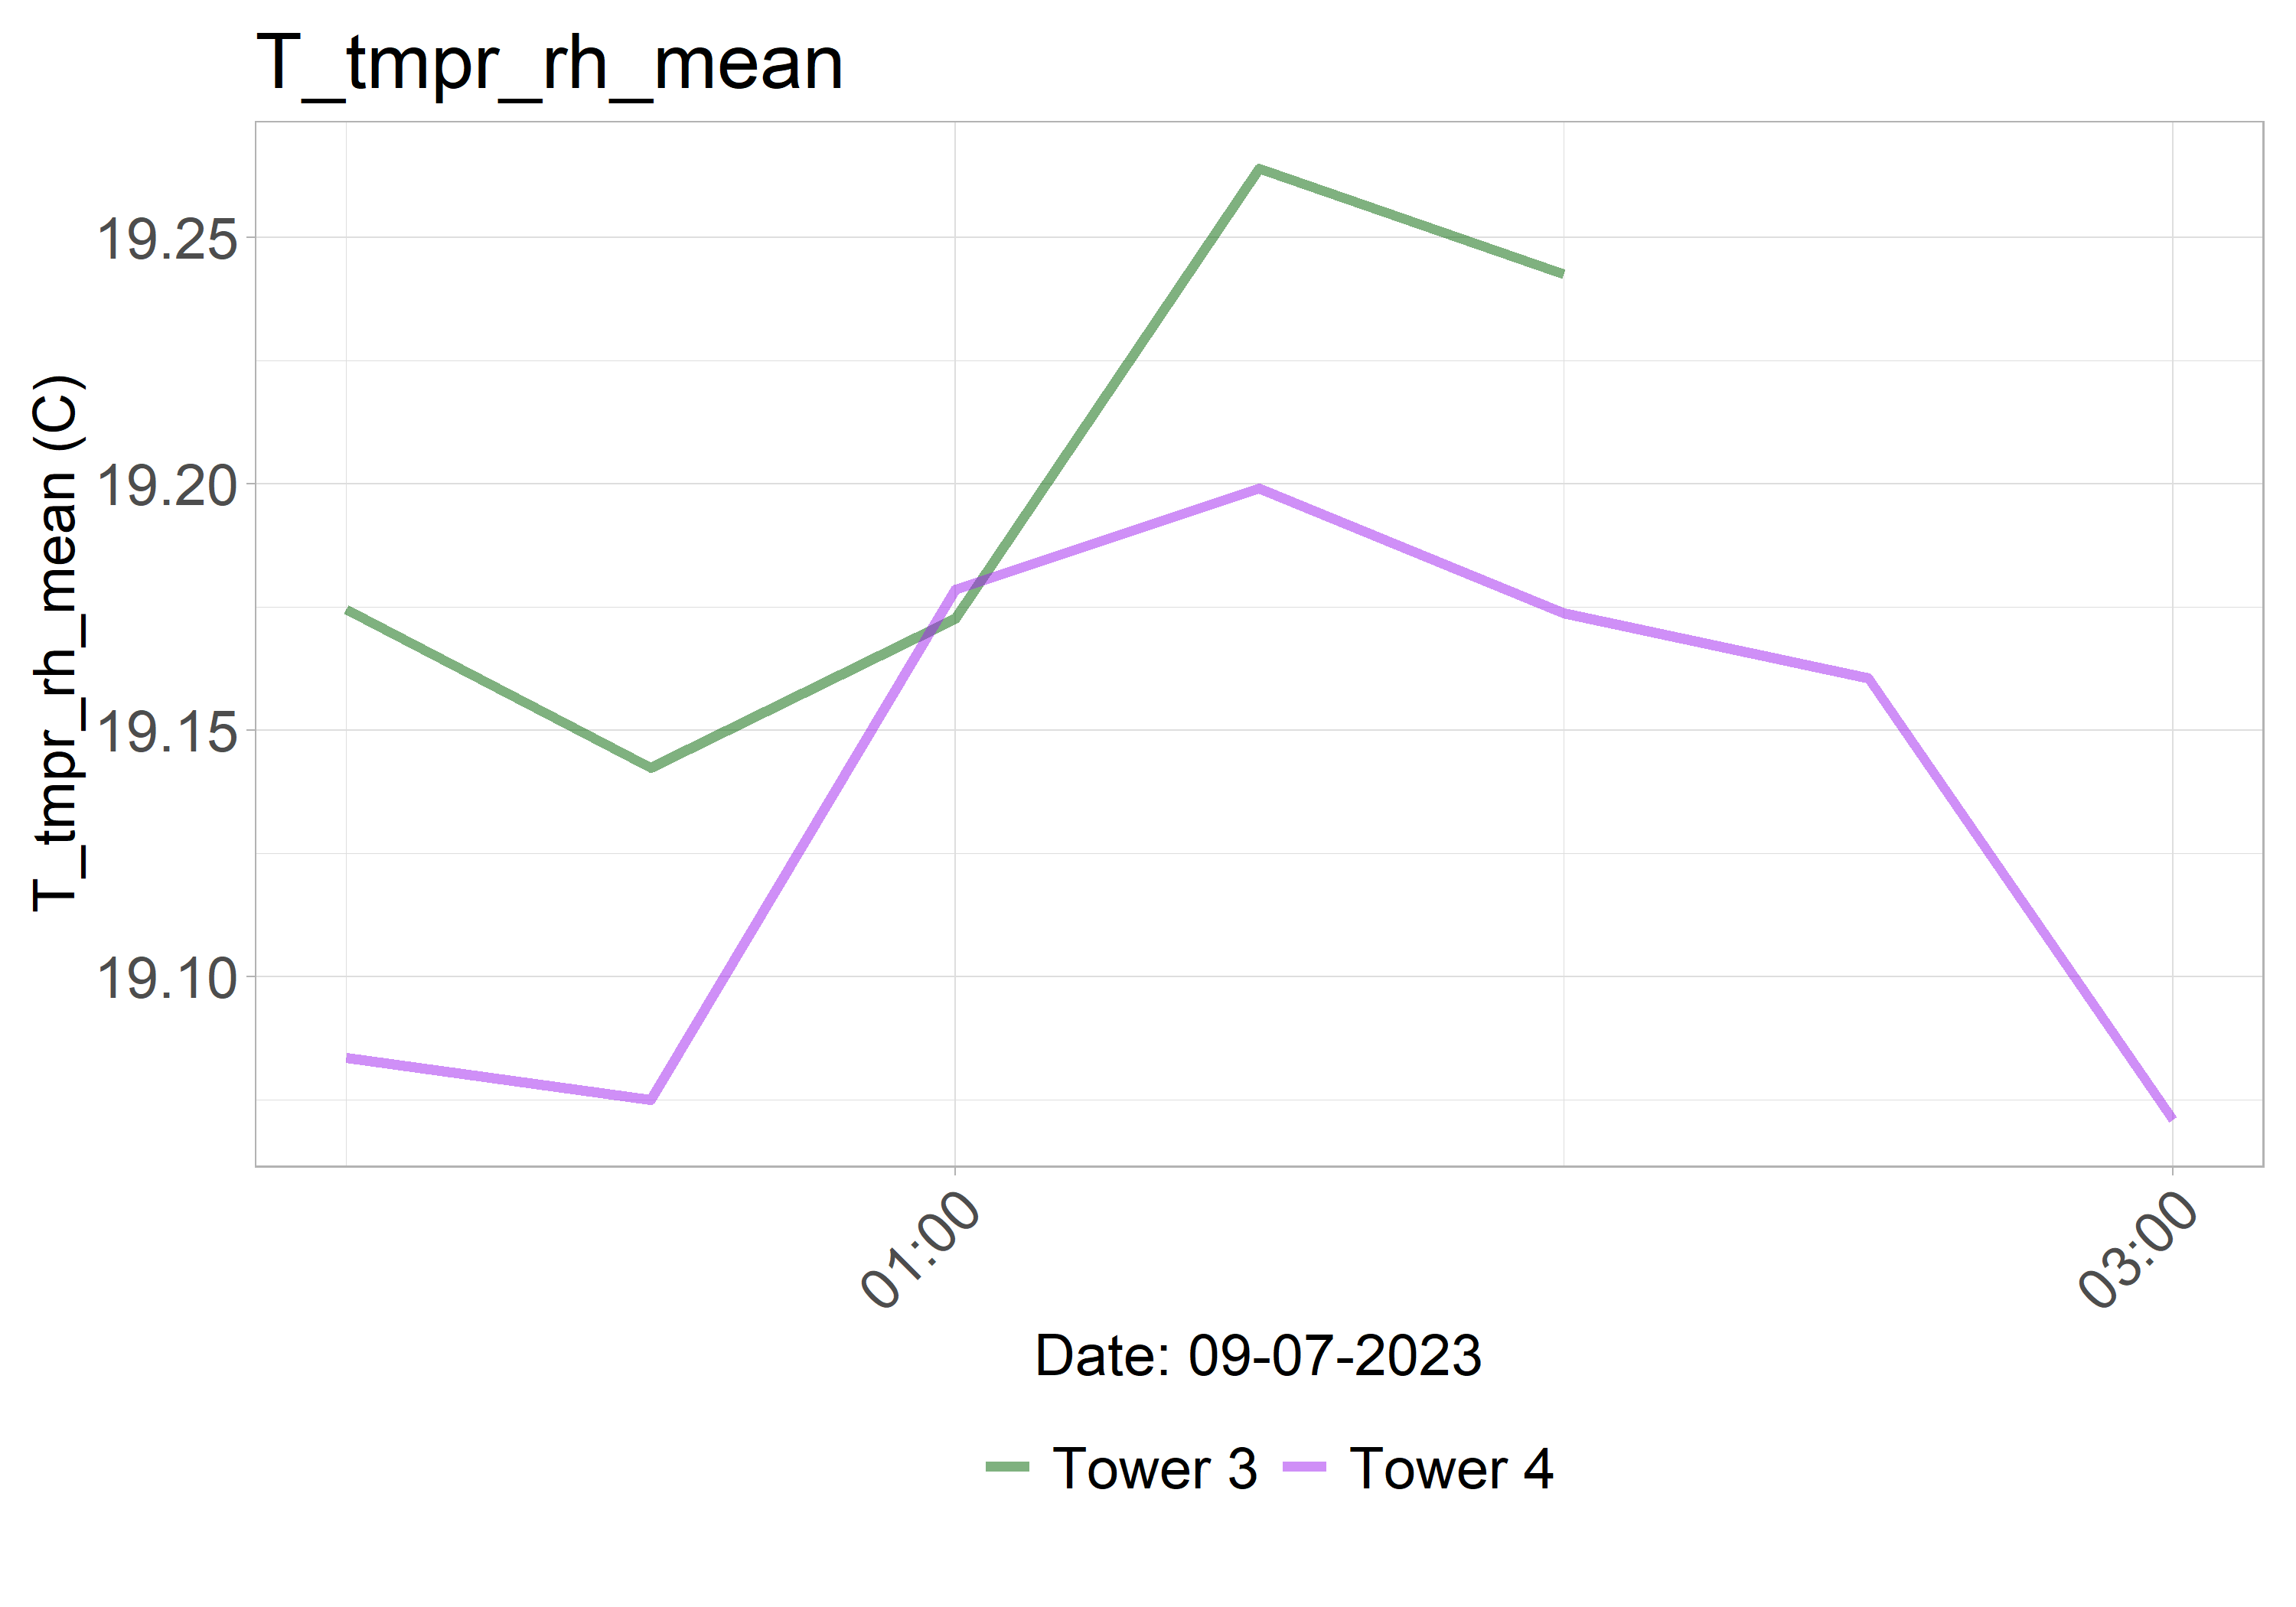 T_tmpr_rh_mean
T_tmpr_rh_mean (C)
19.25
19.20
19.15
19.10
01:00
03:00
Date: 09-07-2023
Tower 3
Tower 4